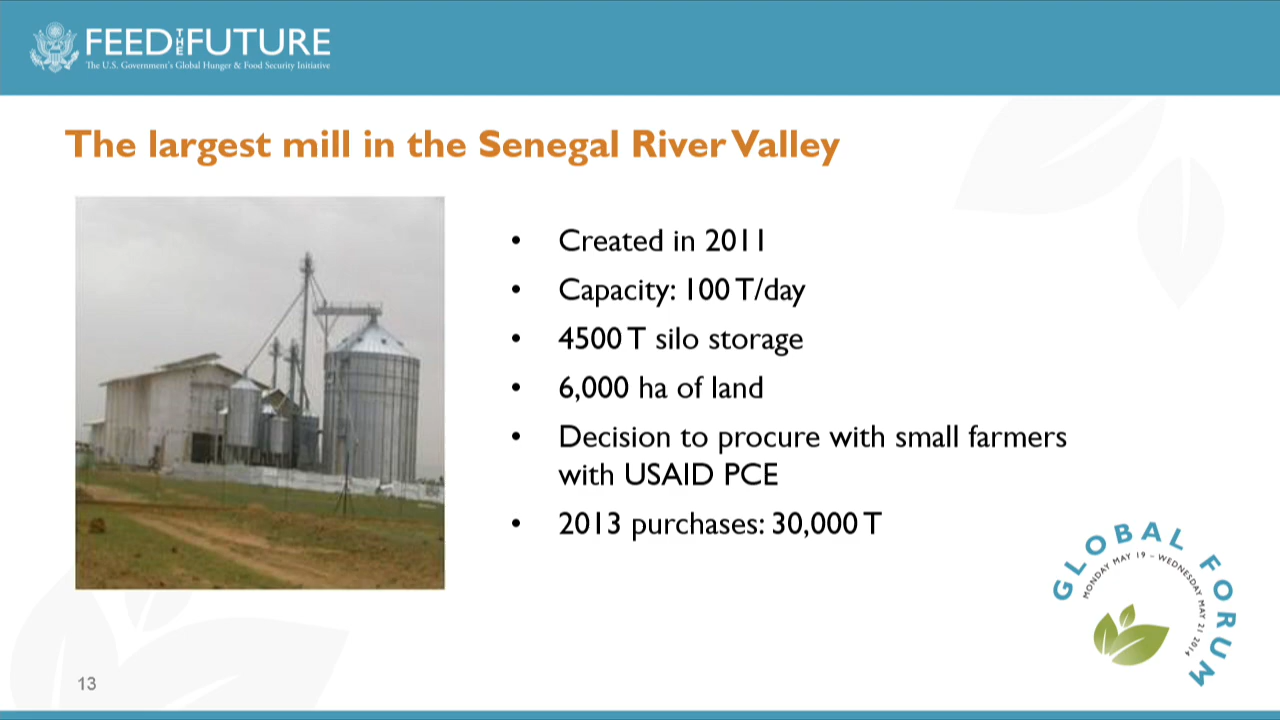 FEED THE FUTURE
The U.S. Government's Global Hunger & Food Security Initiative
The largest mill in the Senegal River Valley
• Created in 2011
• Capacity: 100 T/day
• 4500 T silo storage
• 6,000 ha of land
• Decision to procure with small farmers
with USAID PCE
• 2013 purchases: 30,000 T
GLOBAL FORUM
MONDAY MAY 19 – WEDNESDAY MAY 21 2014
13